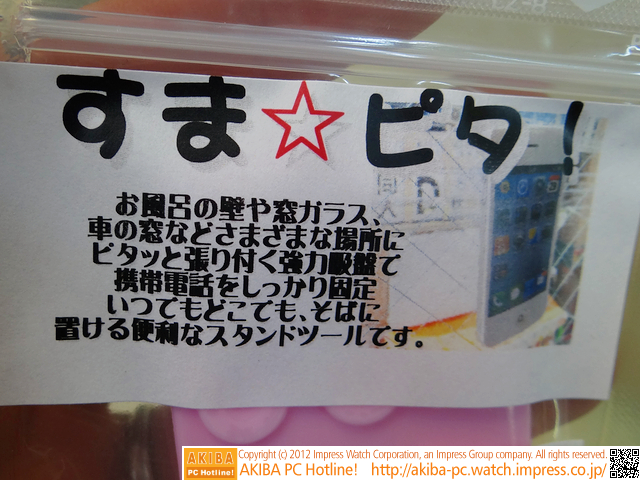 すま☆ピタ!
お風呂の壁や窓ガラス、
車の窓などさまざまな場所に
ピタッと張り付く強力吸盤で
携帯電話をしっかり固定
いつでもどこでも、そばに
置ける便利なスタンドツールです。
AKIBA PC Hotline!
Copyright (c) 2012 Impress Watch Corporation, an Impress Group company. All rights reserved.
AKIBA PC Hotline! http://akiba-pc.watch.impress.co.jp/